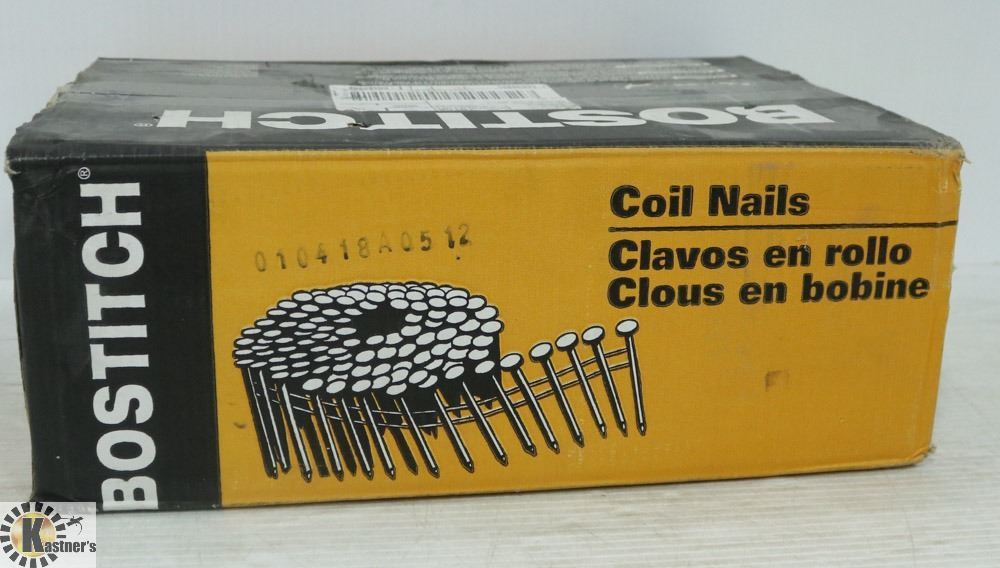 BOSTITCH
BOSTITCH®
Coil Nails
Clavos en rollo
Clous en bobine
010418A0512
Kastner's